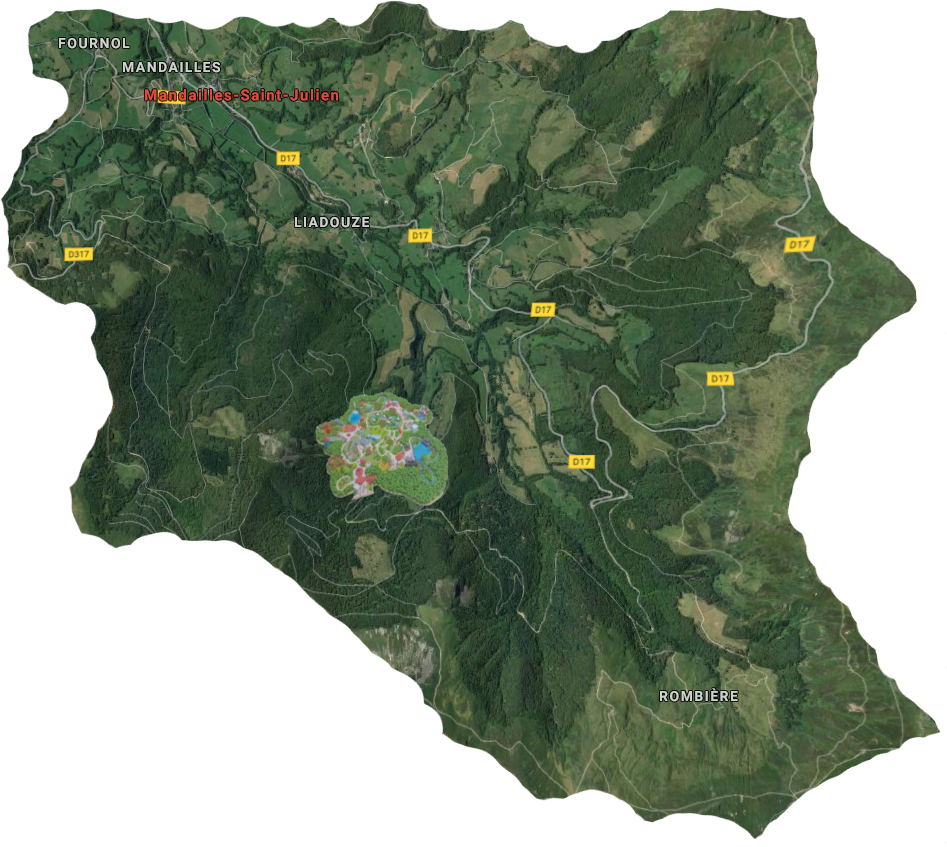 FOURNOL
MANDAILLES
Mandailles-Saint-Julien
D17
LIADOUZE
D17
D317
D17
D17
D17
D17
ROMBIÈRE